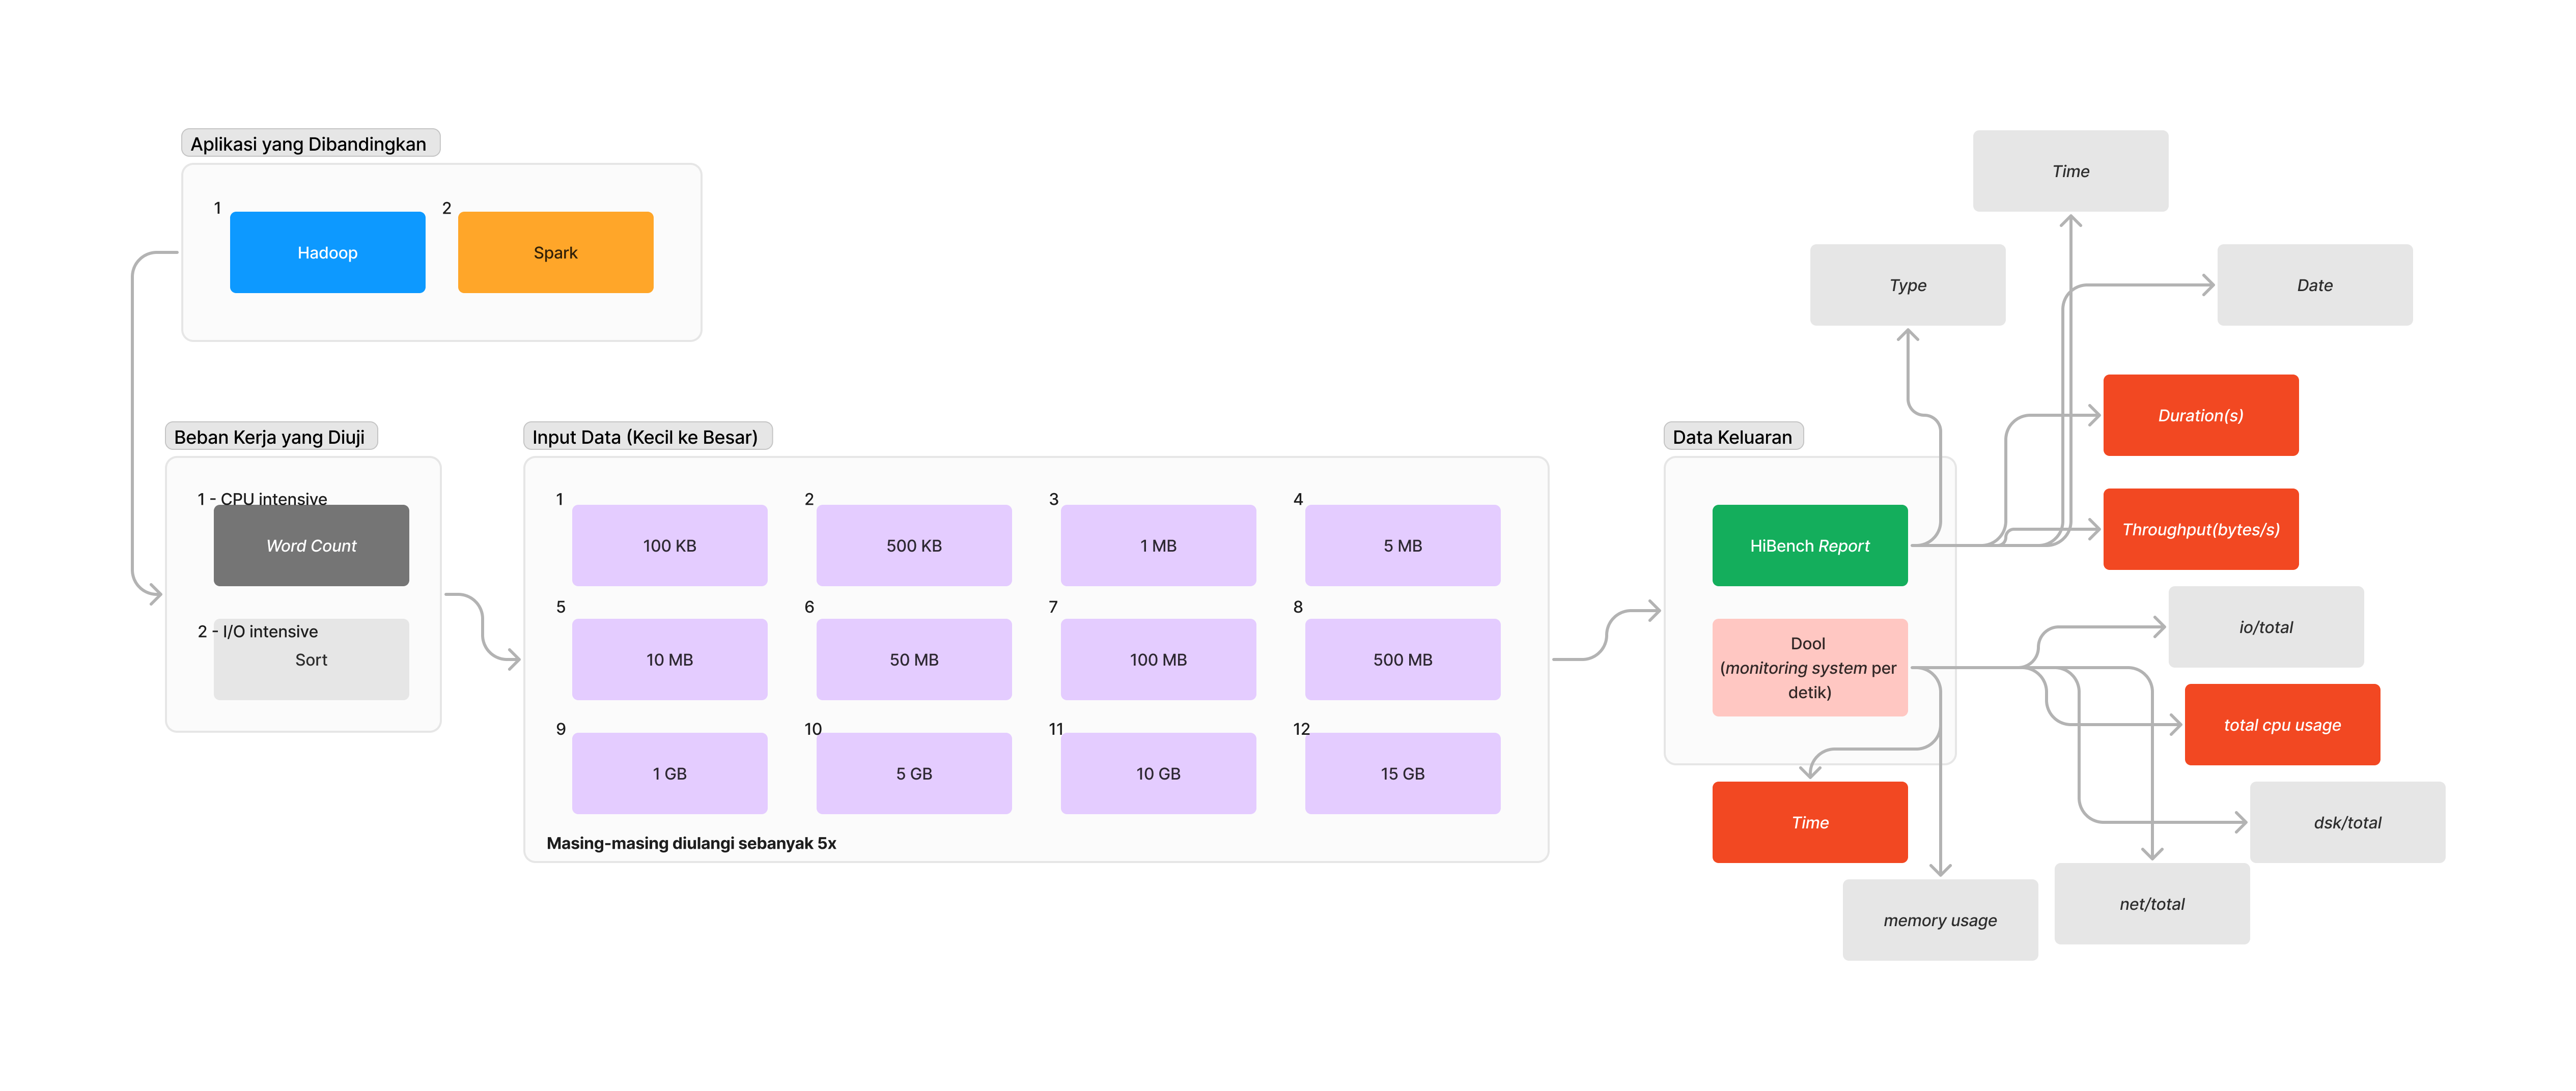 Aplikasi yang Dibandingkan
1
Hadoop
2
Spark
Beban Kerja yang Diuji
1 - CPU intensive
Word Count
2 - I/O intensive
Sort
Input Data (Kecil ke Besar)
1
100 KB
2
500 KB
3
1 MB
4
5 MB
5
10 MB
6
50 MB
7
100 MB
8
500 MB
9
1 GB
10
5 GB
11
10 GB
12
15 GB
Masing-masing diulangi sebanyak 5x
Data Keluaran
HiBench Report
Dool
(monitoring system per
detik)
Time
Type
Date
Duration(s)
Throughput(bytes/s)
io/total
total cpu usage
dsk/total
net/total
memory usage
Time